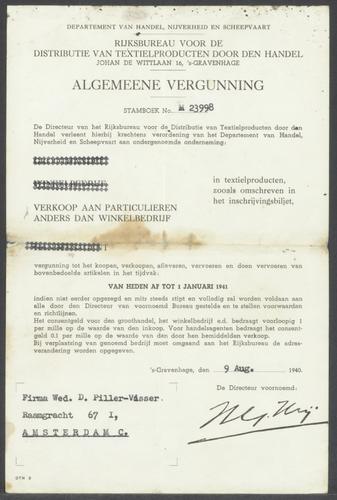 DEPARTEMENT VAN HANDEL, NIJVERHEID EN SCHEEPVAART
RIJKSBUREAU VOOR DE
DISTRIBUTIE VAN TEXTIELPRODUCTEN DOOR DEN HANDEL
JOHAN DE WITTLAAN 16, 's-GRAVENHAGE
ALGEMEENE VERGUNNING
STAMBOEK No. M 23998
De Directeur van het Rijksbureau voor de Distributie van Textielproducten door den
Handel verleent hierbij krachtens verordening van het Departement van Handel,
Nijverheid en Scheepvaart aan ondergenoemde onderneming:
WINKELBEDRIJF
in textielproducten,
zooals omschreven in
het inschrijvingsbiljet,
VERKOOP AAN PARTICULIEREN
ANDERS DAN WINKELBEDRIJF
vergunning tot het koopen, verkoopen, afleveren, vervoeren en doen vervoeren van
bovenbedoelde artikelen in het tijdvak:
VAN HEDEN AF TOT 1 JANUARI 1941
indien niet eerder opgezegd en mits steeds stipt en volledig zal worden voldaan
aan alle door den Directeur van voornoemd Bureau gestelde en te stellen voorwaarden
en richtlijnen.
Het consentgeld voor den groothandel, het winkelbedrijf e.d. bedraagt voorloopig 1
per mille op de waarde van den inkoop. Voor handelsagenten bedraagt het consent-
geld 0.1 per mille op de waarde van den door hen bemiddelden verkoop.
Bij verplaatsing van genoemd bedrijf moet omgaand aan het Rijksbureau de adres-
verandering worden opgegeven.
's-Gravenhage, den 9 Aug. 1940.
De Directeur voornoemd:
Firma Wed. D. Piller-Visser.
Raamgracht 67 I,
AMSTERDAM C.
DTH 2